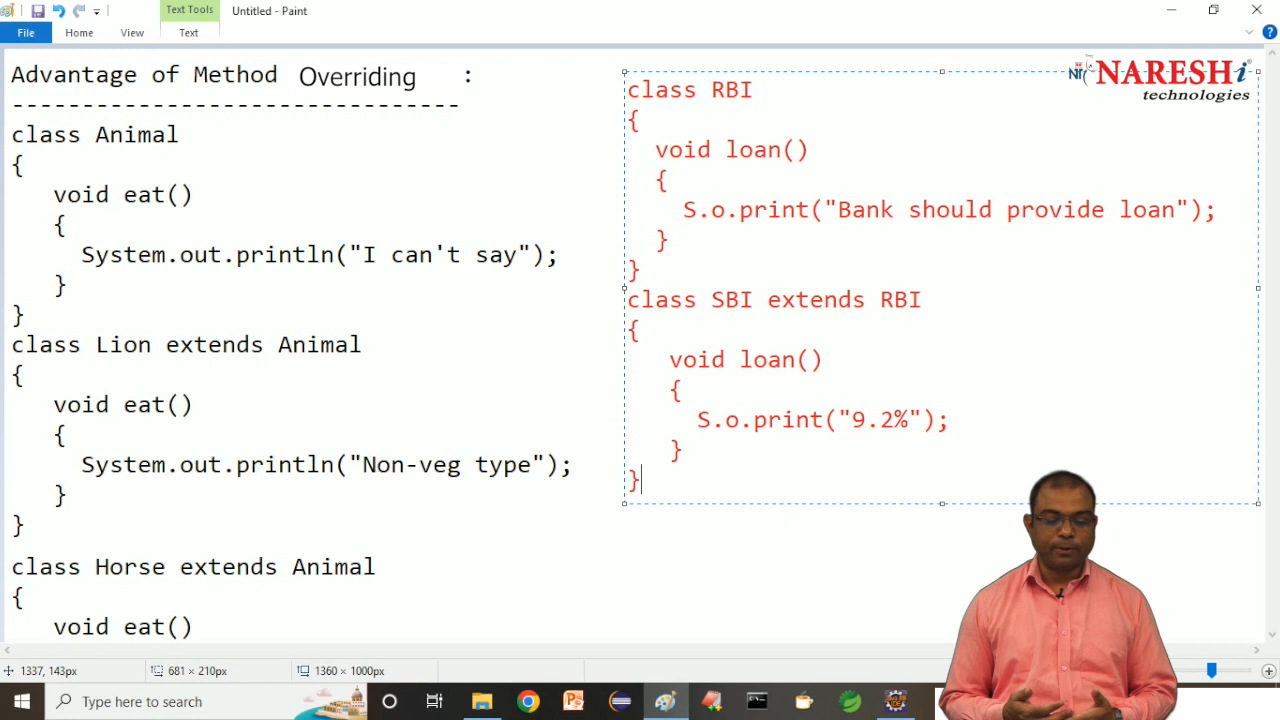 Text Tools
Untitled - Paint
File
Home
View
Text
Advantage of Method Overriding :
--------------------------------
class Animal
{
void eat()
{
System.out.println("I can't say");
}
}
class Lion extends Animal
{
void eat()
{
System.out.println("Non-veg type");
}
}
class Horse extends Animal
{
void eat()
NARESHi
technologies
class RBI
{
void loan()
{
S.o.print("Bank should provide loan");
}
}
class SBI extends RBI
{
void loan()
{
S.o.print("9.2%");
}
}
1337, 143px
681 × 210px
1360 × 1000px
Type here to search